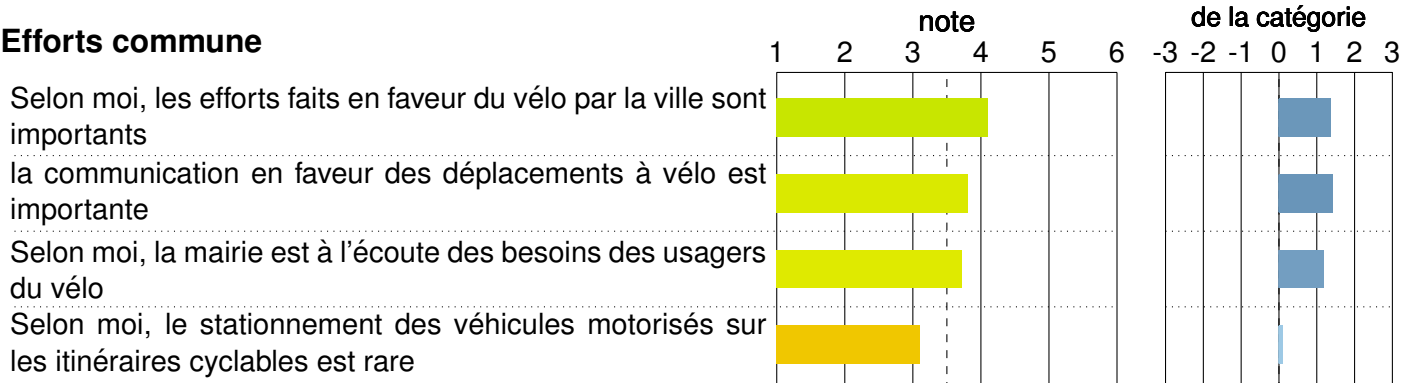 note
de la catégorie
Efforts commune
1 2 3 4 5 6
-3 -2 -1 0 1 2 3
Selon moi, les efforts faits en faveur du vélo par la ville sont
importants
la communication en faveur des déplacements à vélo est
importante
Selon moi, la mairie est à l'écoute des besoins des usagers
du vélo
Selon moi, le stationnement des véhicules motorisés sur
les itinéraires cyclables est rare